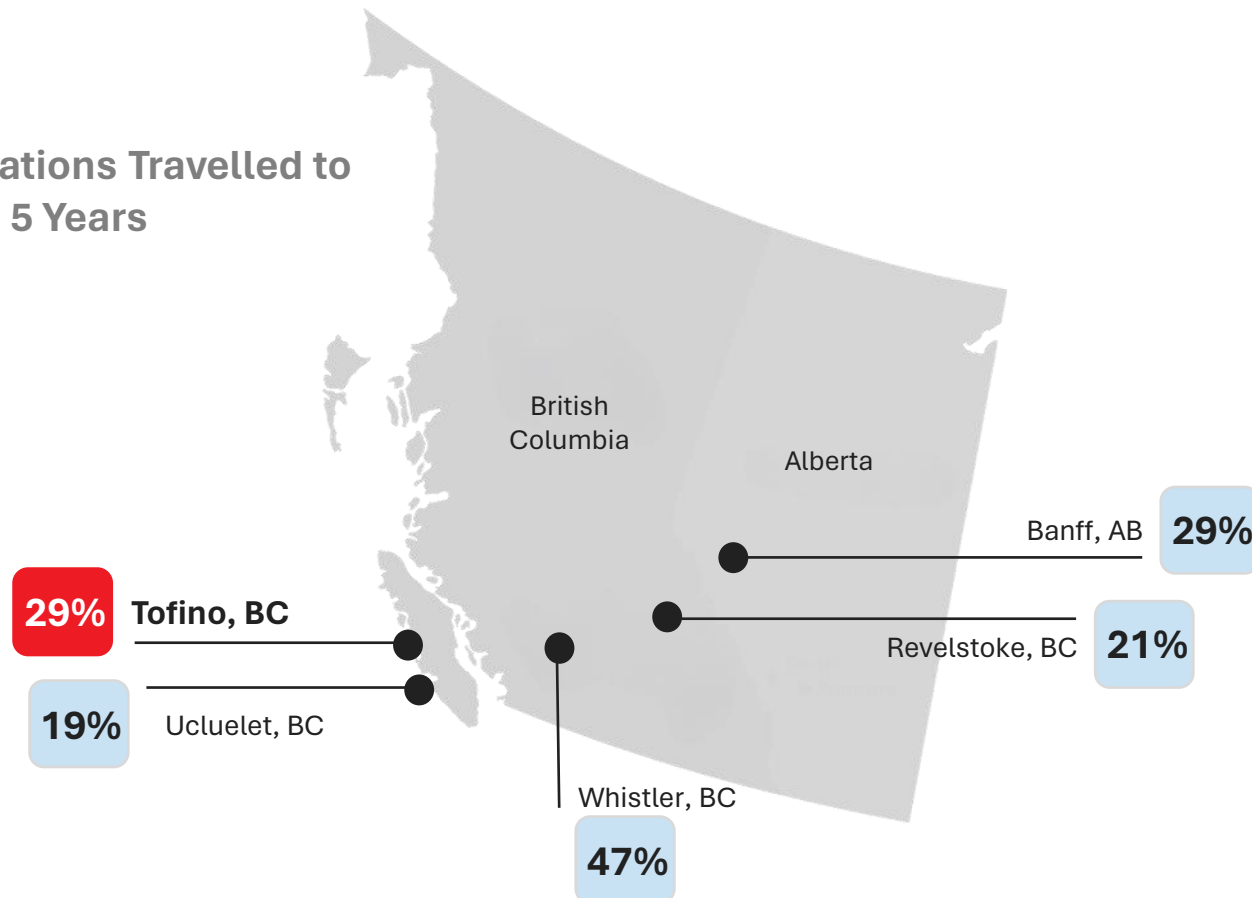 ations Travelled to
5 Years
British
Columbia
Alberta
Banff, AB
29%
29%
Tofino, BC
Revelstoke, BC
21%
19%
Ucluelet, BC
Whistler, BC
47%